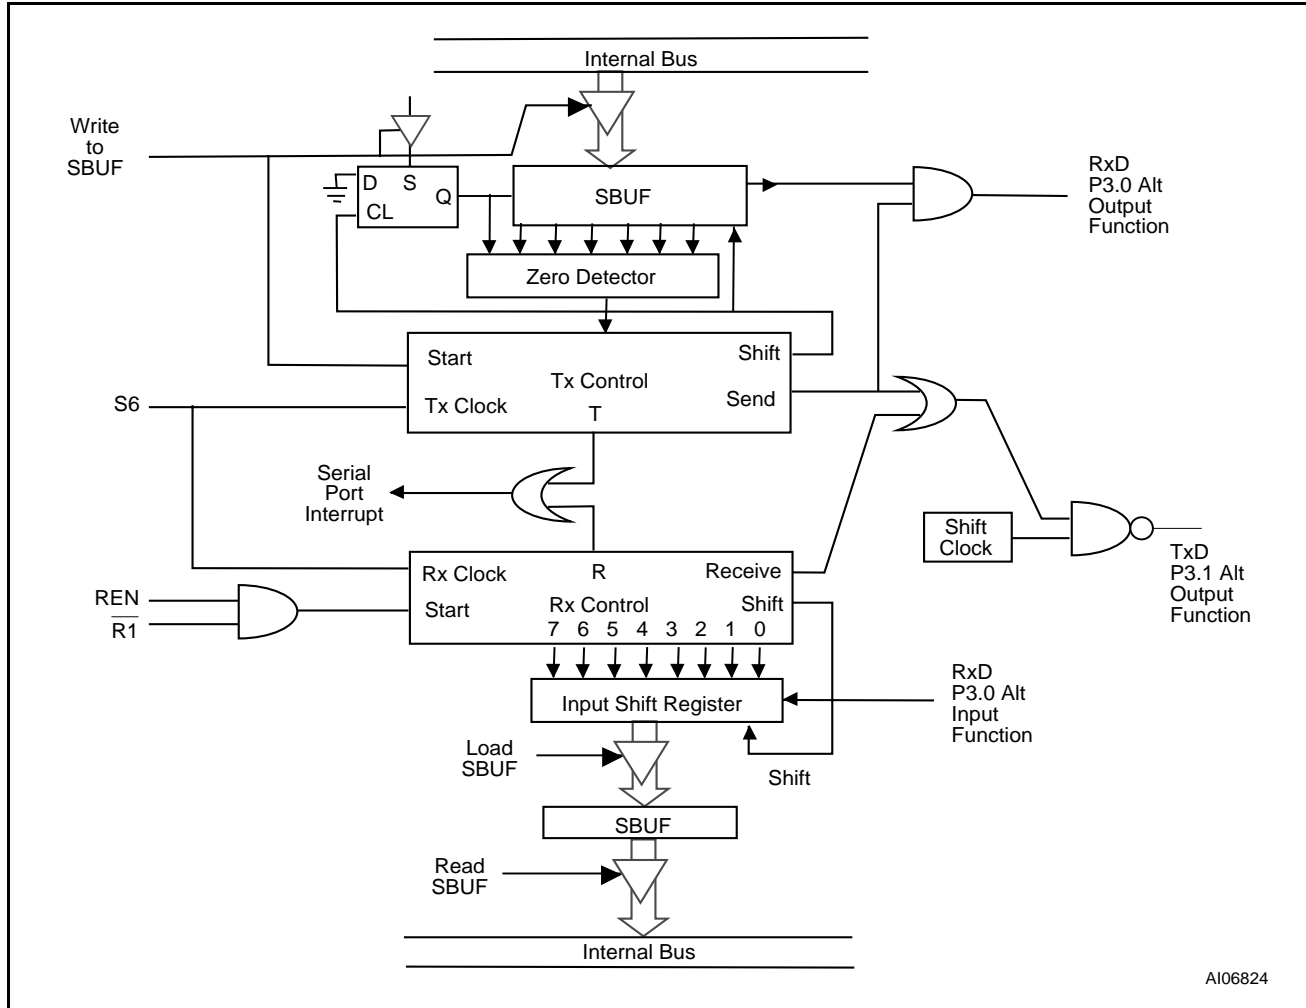 Internal Bus
Write
to
SBUF
D S
Q
CL
SBUF
RxD
P3.0 Alt
Output
Function
Zero Detector
Start
Shift
Tx Control
Send
S6
Tx Clock
T
Serial
Port
Interrupt
Shift
Clock
TxD
P3.1 Alt
Output
Function
Rx Clock
R
Receive
REN
R1
Start
Rx Control
Shift
7 6 5 4 3 2 1 0
Input Shift Register
RxD
P3.0 Alt
Input
Function
Load
SBUF
Shift
SBUF
Read
SBUF
Internal Bus
AI06824